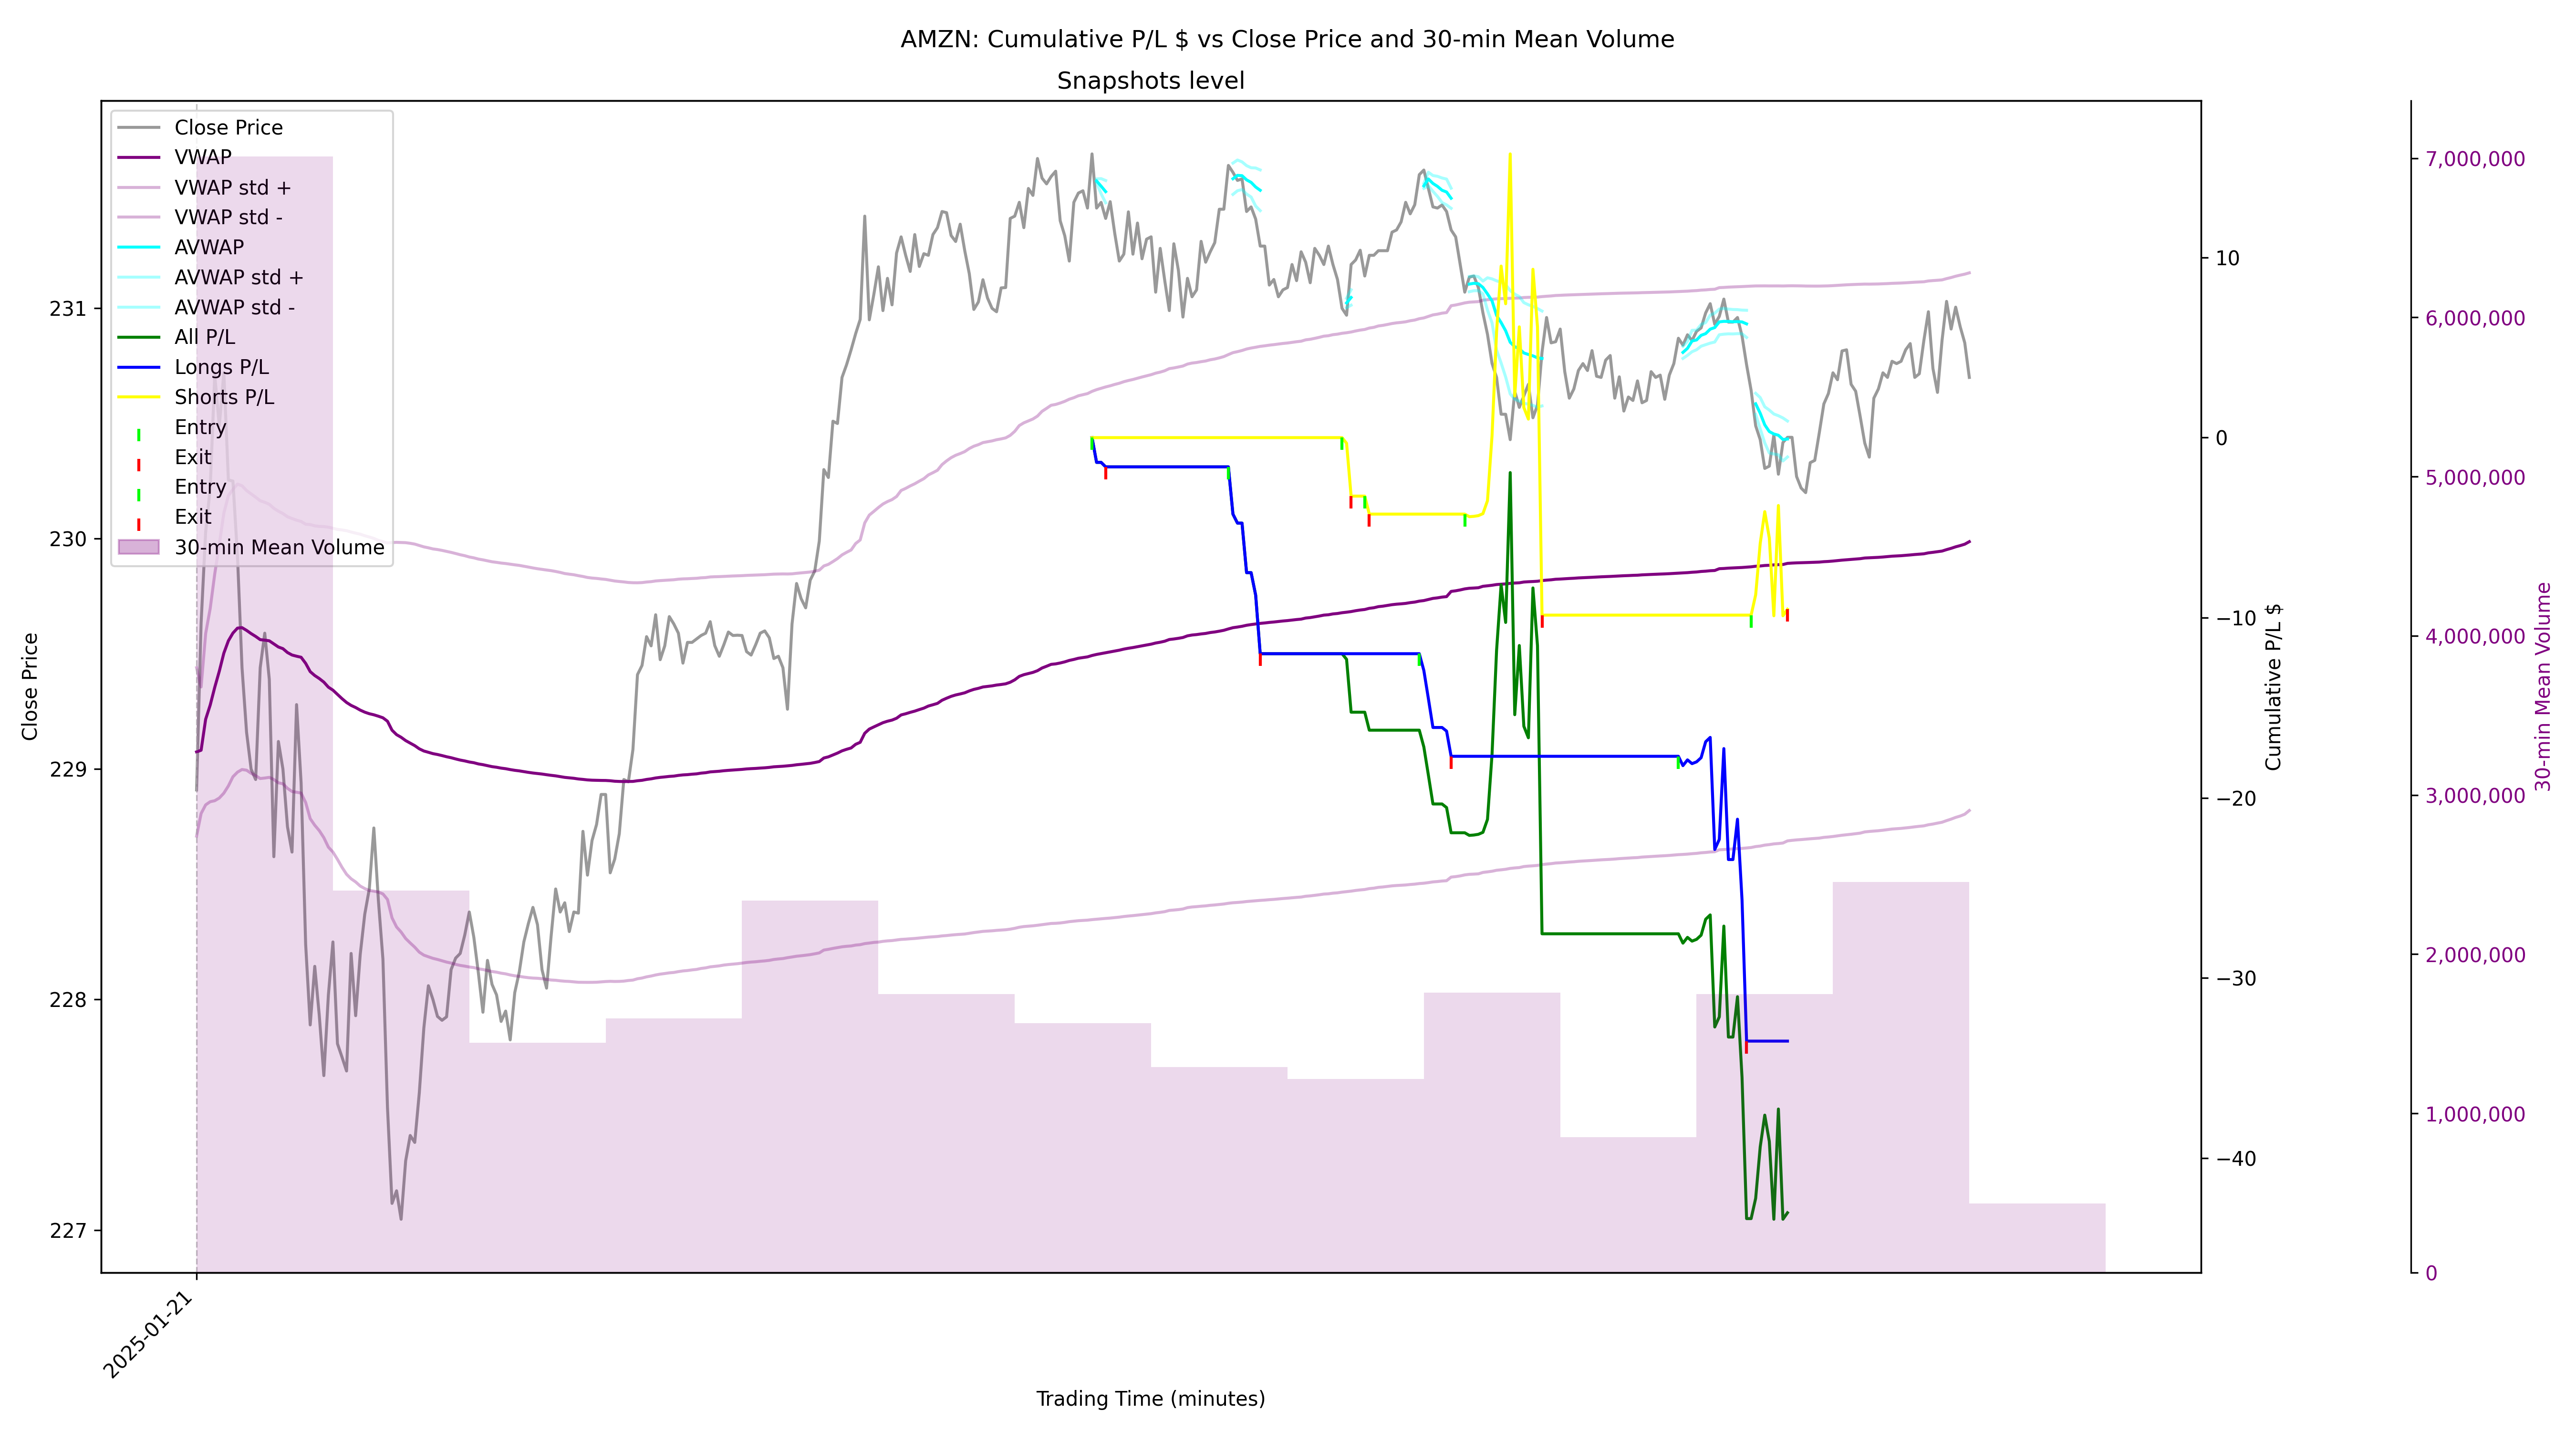 AMZN: Cumulative P/L $ vs Close Price and 30-min Mean Volume
Snapshots level
Close Price
VWAP
VWAP std +
VWAP std -
AVWAP
AVWAP std +
AVWAP std -
All P/L
Longs P/L
Shorts P/L
Entry
Exit
Entry
Exit
30-min Mean Volume
231
230
229
228
227
Close Price
10
0
−10
−20
−30
−40
Cumulative P/L $
7,000,000
6,000,000
5,000,000
4,000,000
3,000,000
2,000,000
1,000,000
0
30-min Mean Volume
2025-01-21
Trading Time (minutes)